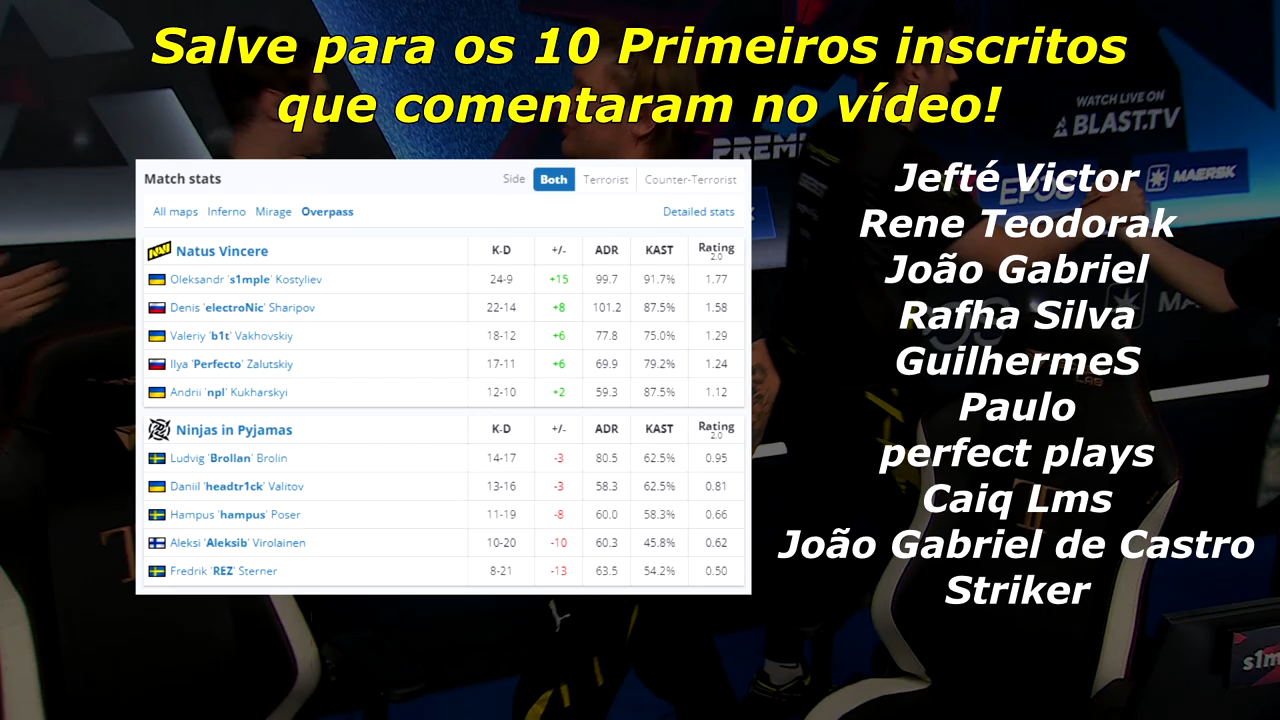 Salve para os 10 Primeiros inscritos
que comentaram no vídeo!
WATCH LIVE ON
BLAST.TV
PREMI
EPOS
MAERSK
Match stats
Side Both Terrorist Counter-Terrorist
All maps Inferno Mirage Overpass Detailed stats
Natus Vincere K-D +/- ADR KAST Rating 2.0
Oleksandr 's1mple' Kostyliev 24-9 +15 99.7 91.7% 1.77
Denis 'electroNic' Sharipov 22-14 +8 101.2 87.5% 1.58
Valeriy 'b1t' Vakhovskiy 18-12 +6 77.8 75.0% 1.29
Ilya 'Perfecto' Zalutskiy 17-11 +6 69.9 79.2% 1.24
Andrii 'npl' Kukharskyi 12-10 +2 59.3 87.5% 1.12
Ninjas in Pyjamas K-D +/- ADR KAST Rating 2.0
Ludvig 'Brollan' Brolin 14-17 -3 80.5 62.5% 0.95
Daniil 'headtr1ck' Valitov 13-16 -3 58.3 62.5% 0.81
Hampus 'hampus' Poser 11-19 -8 60.0 58.3% 0.66
Aleksi 'Aleksib' Virolainen 10-20 -10 60.3 45.8% 0.62
Fredrik 'REZ' Sterner 8-21 -13 63.5 54.2% 0.50
Jefté Victor
Rene Teodorak
João Gabriel
Rafha Silva
GuilhermeS
Paulo
perfect plays
Caiq Lms
João Gabriel de Castro
Striker
s1m